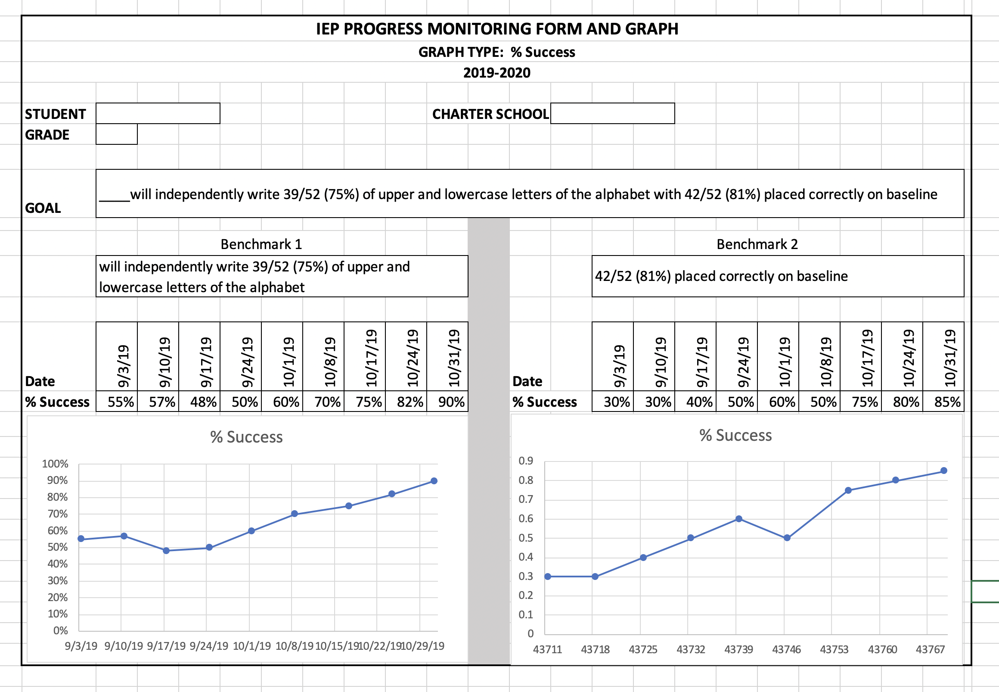 IEP PROGRESS MONITORING FORM AND GRAPH
GRAPH TYPE:  % Success
2019-2020
STUDENT
CHARTER SCHOOL
GRADE
GOAL
_____will independently write 39/52 (75%) of upper and lowercase letters of the alphabet with 42/52 (81%) placed correctly on baseline
Benchmark 1
will independently write 39/52 (75%) of upper and
lowercase letters of the alphabet
Date 9/3/19 9/10/19 9/17/19 9/24/19 10/1/19 10/8/19 10/17/19 10/24/19 10/31/19
% Success 55% 57% 48% 50% 60% 70% 75% 82% 90%
% Success
100%
90%
80%
70%
60%
50%
40%
30%
20%
10%
0%
9/3/19 9/10/19 9/17/19 9/24/19 10/1/19 10/8/19 10/15/19 10/22/19 10/29/19
Benchmark 2
42/52 (81%) placed correctly on baseline
Date 9/3/19 9/10/19 9/17/19 9/24/19 10/1/19 10/8/19 10/17/19 10/24/19 10/31/19
% Success 30% 30% 40% 50% 60% 50% 75% 80% 85%
% Success
0.9
0.8
0.7
0.6
0.5
0.4
0.3
0.2
0.1
0
43711 43718 43725 43732 43739 43746 43753 43760 43767